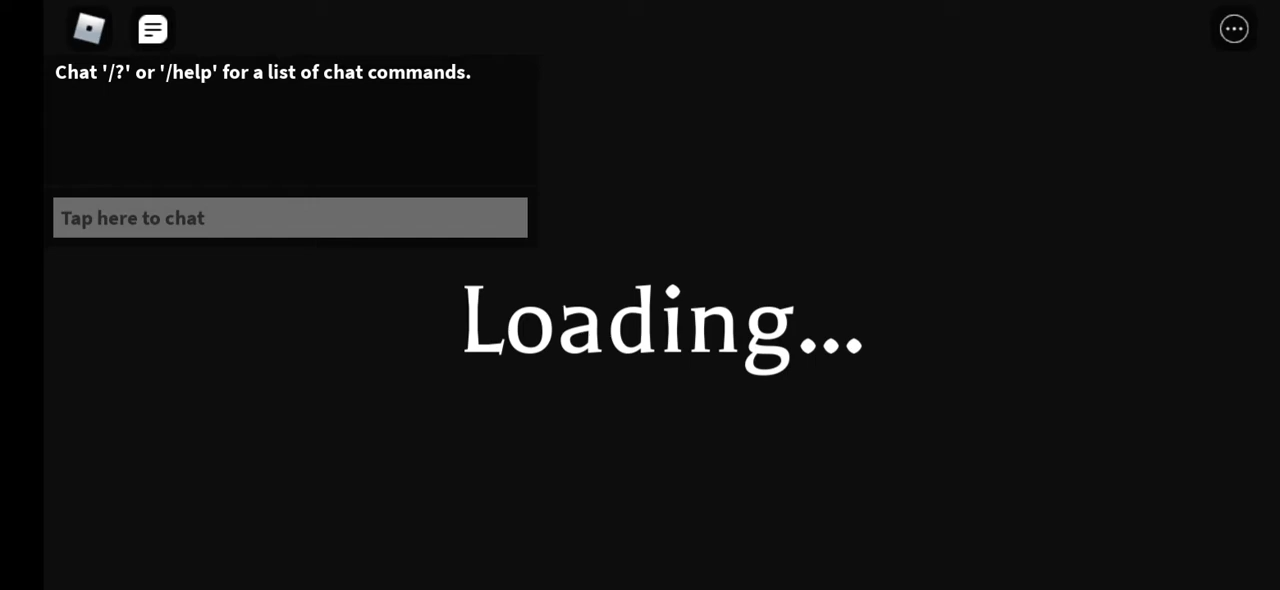 Chat '/?' or '/help' for a list of chat commands.
Tap here to chat
Loading...